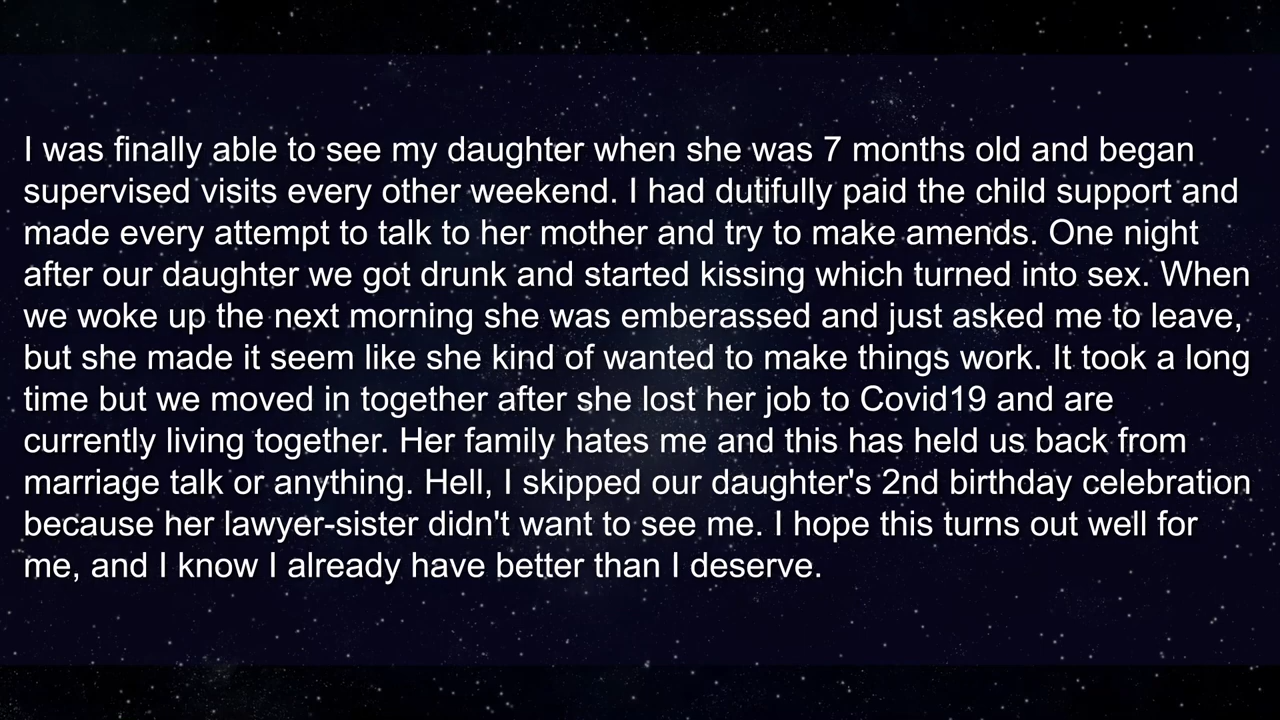 I was finally able to see my daughter when she was 7 months old and began
supervised visits every other weekend. I had dutifully paid the child support and
made every attempt to talk to her mother and try to make amends. One night
after our daughter we got drunk and started kissing which turned into sex. When
we woke up the next morning she was emberassed and just asked me to leave,
but she made it seem like she kind of wanted to make things work. It took a long
time but we moved in together after she lost her job to Covid19 and are
currently living together. Her family hates me and this has held us back from
marriage talk or anything. Hell, I skipped our daughter's 2nd birthday celebration
because her lawyer-sister didn't want to see me. I hope this turns out well for
me, and I know I already have better than I deserve.